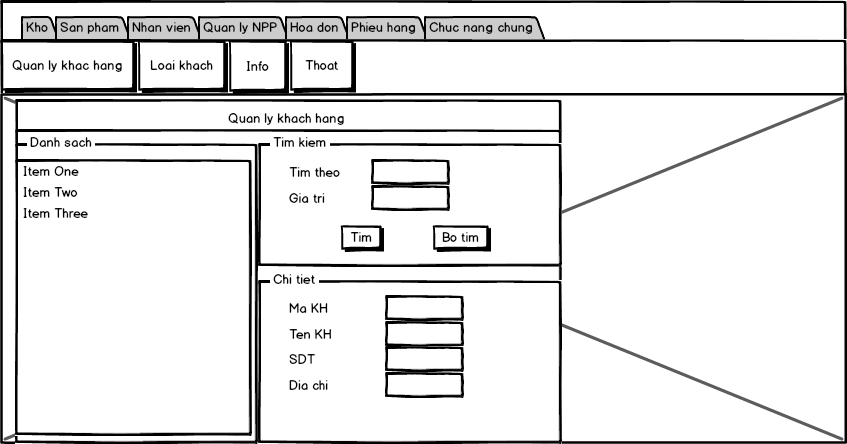 Kho San pham Nhan vien Quan ly NPP Hoa don Phieu hang Chuc nang chung
Quan ly khac hang Loai khach Info Thoat
Quan ly khach hang
Danh sach
Item One
Item Two
Item Three
Tim kiem
Tim theo
Gia tri
Tim Bo tim
Chi tiet
Ma KH
Ten KH
SDT
Dia chi